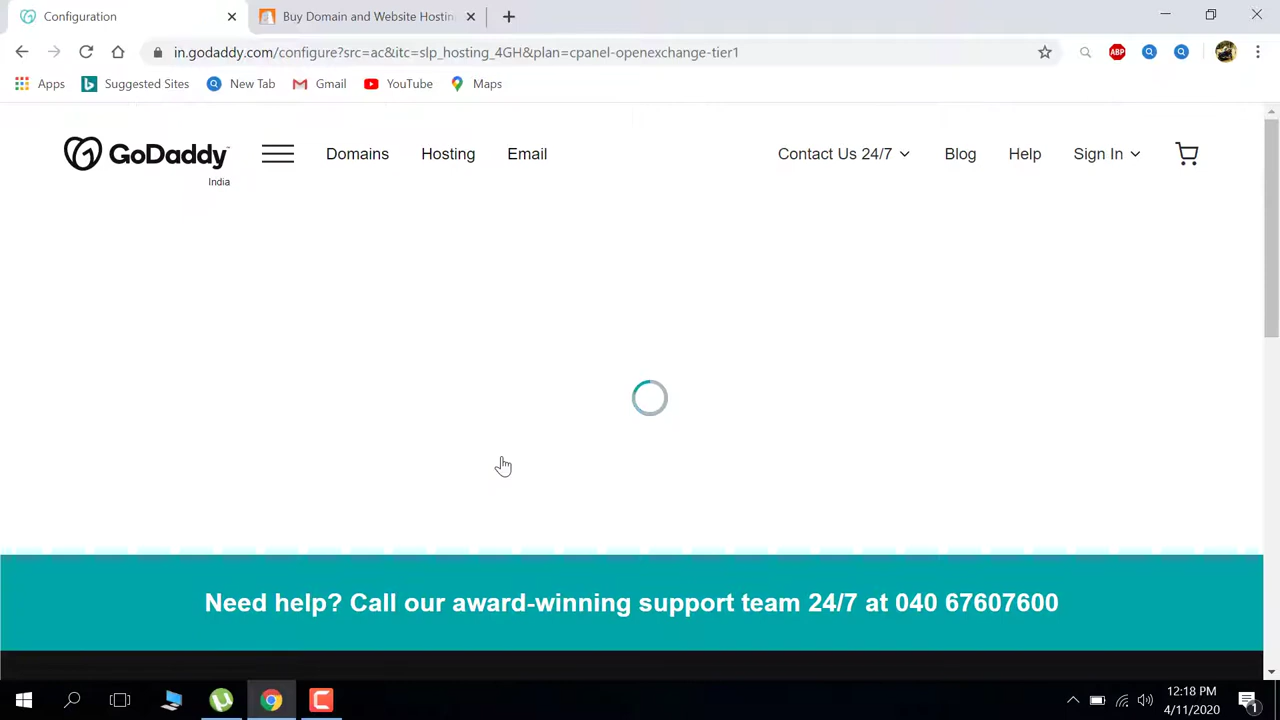 Configuration
Buy Domain and Website Hostin
in.godaddy.com/configure?src=ac&itc=slp_hosting_4GH&plan=cpanel-openexchange-tier1
ABP
Apps
Suggested Sites
New Tab
Gmail
YouTube
Maps
GoDaddy
India
Domains
Hosting
Email
Contact Us 24/7
Blog
Help
Sign In
Need help? Call our award-winning support team 24/7 at 040 67607600
12:18 PM
4/11/2020
1